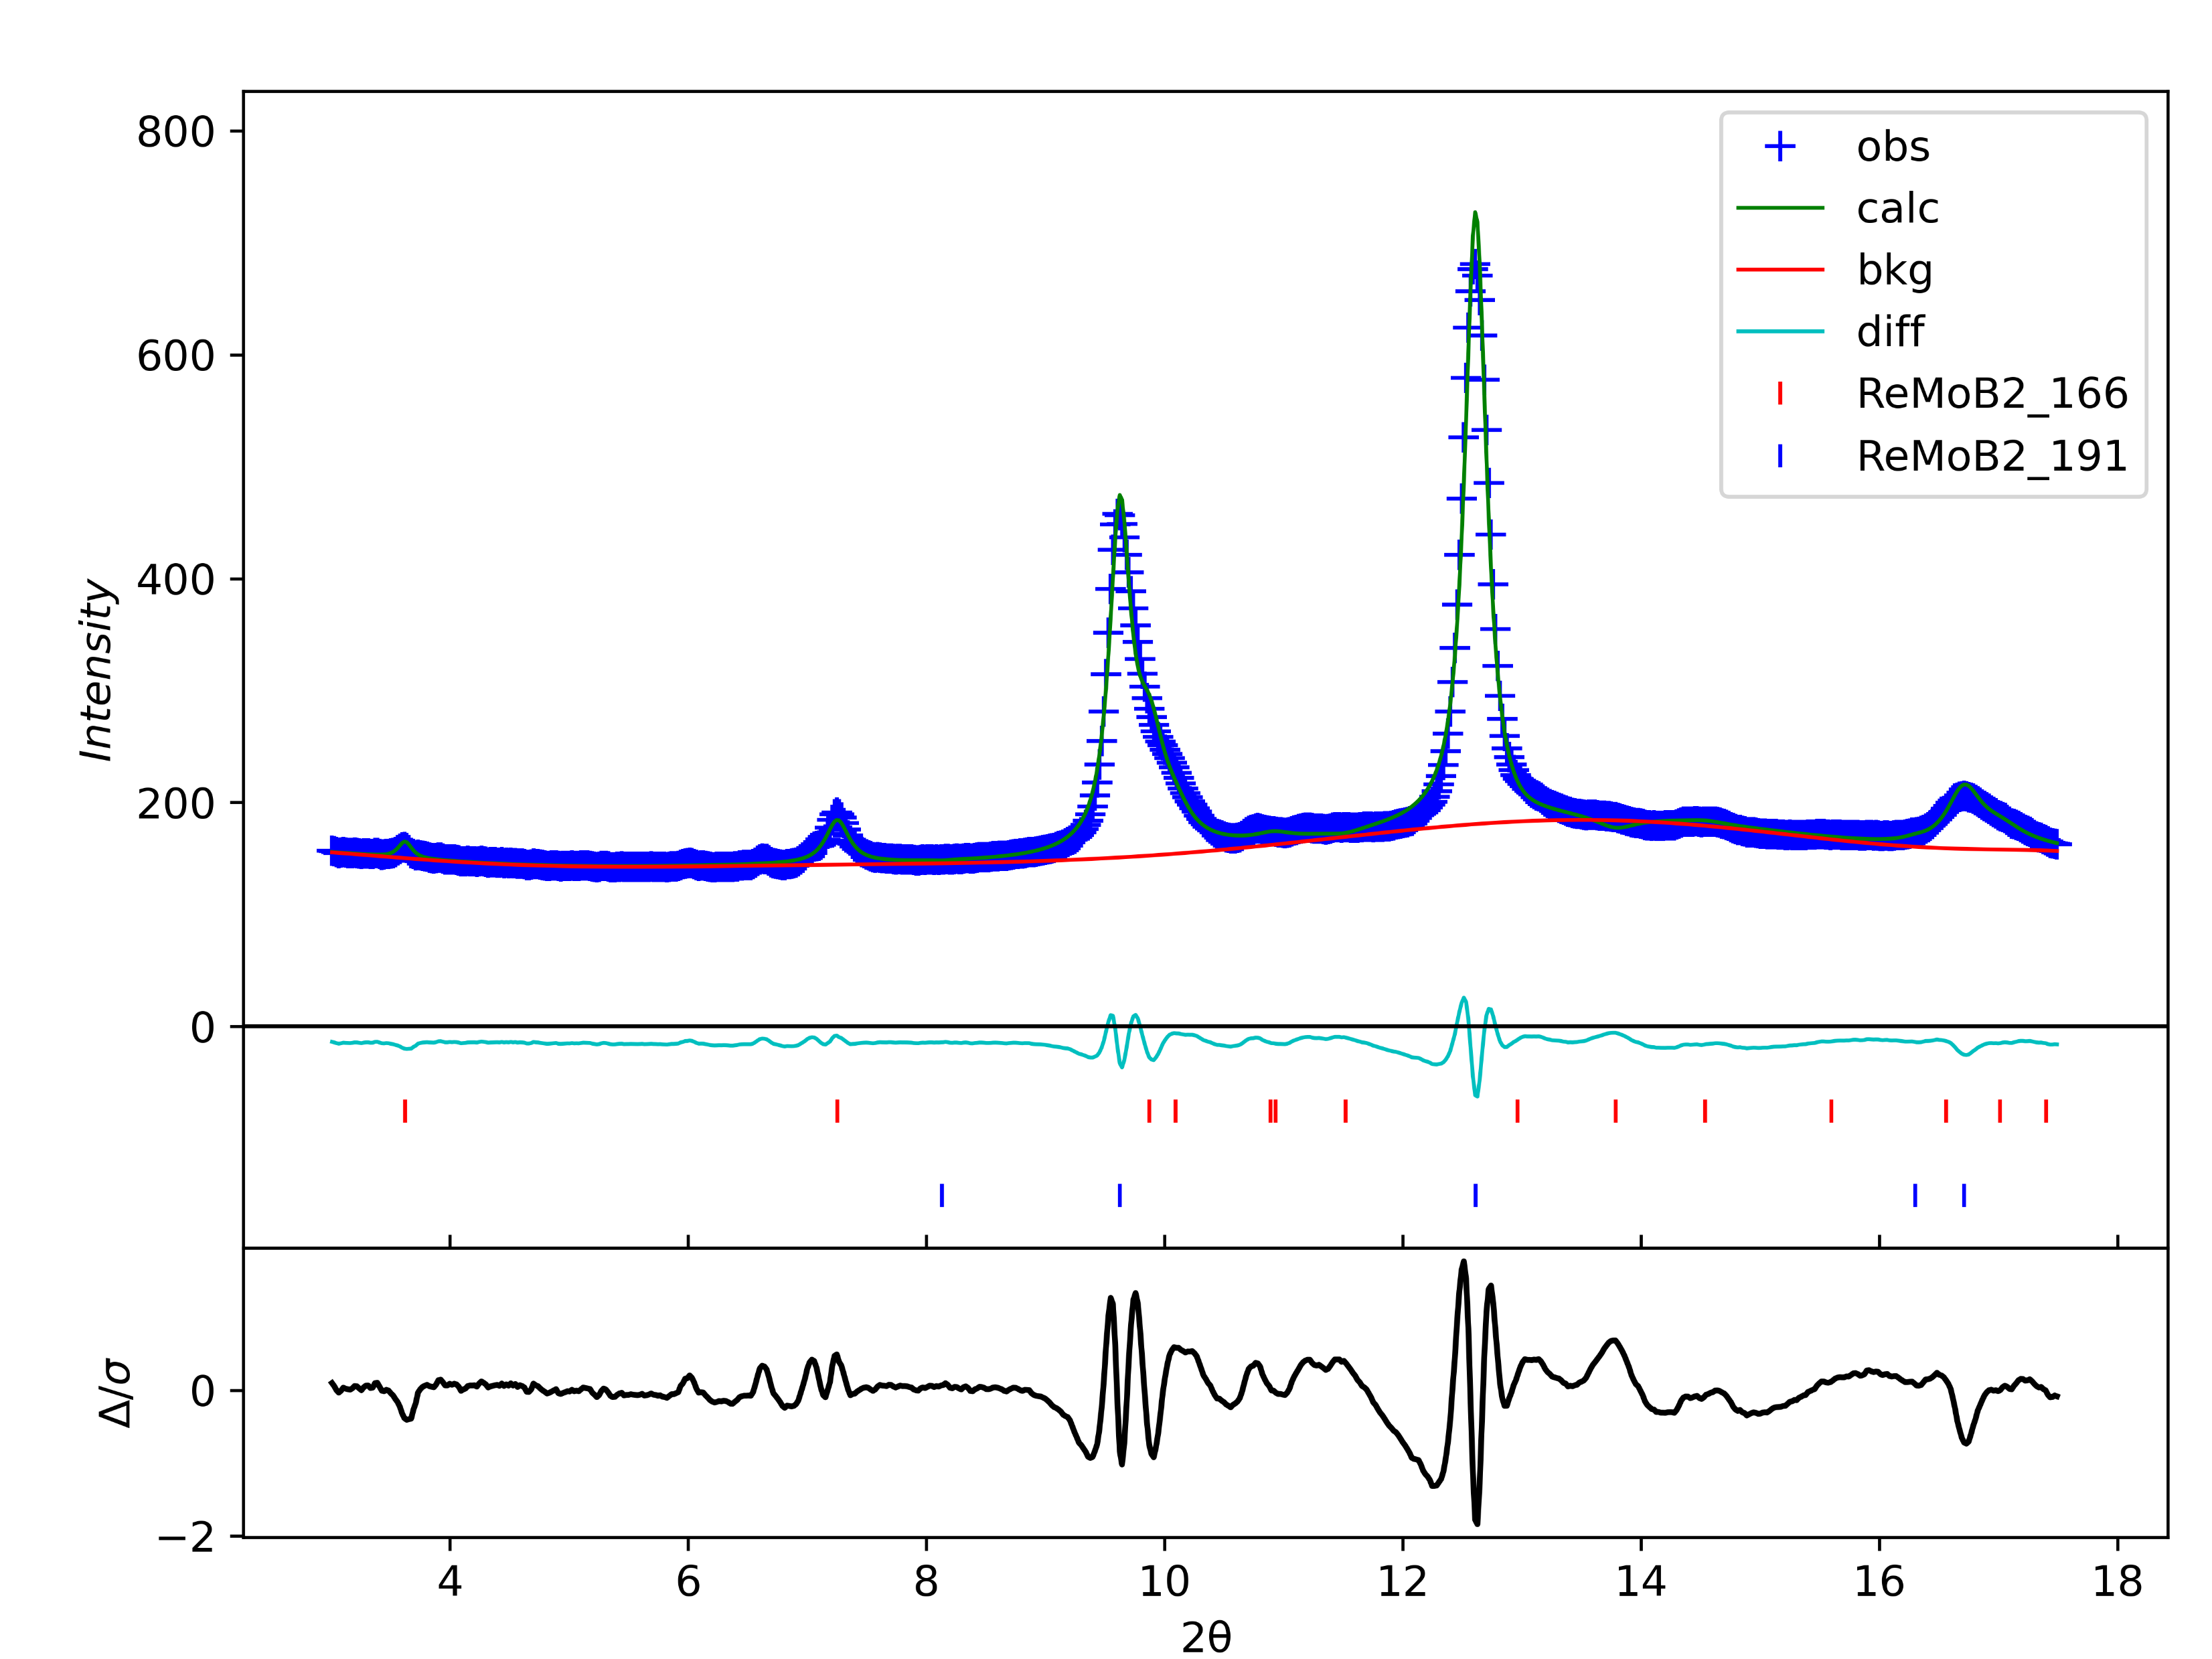 800
600
400
200
0
Intensity
obs
calc
bkg
diff
ReMoB2_166
ReMoB2_191
0
−2
Δ/σ
4 6 8 10 12 14 16 18
2θ